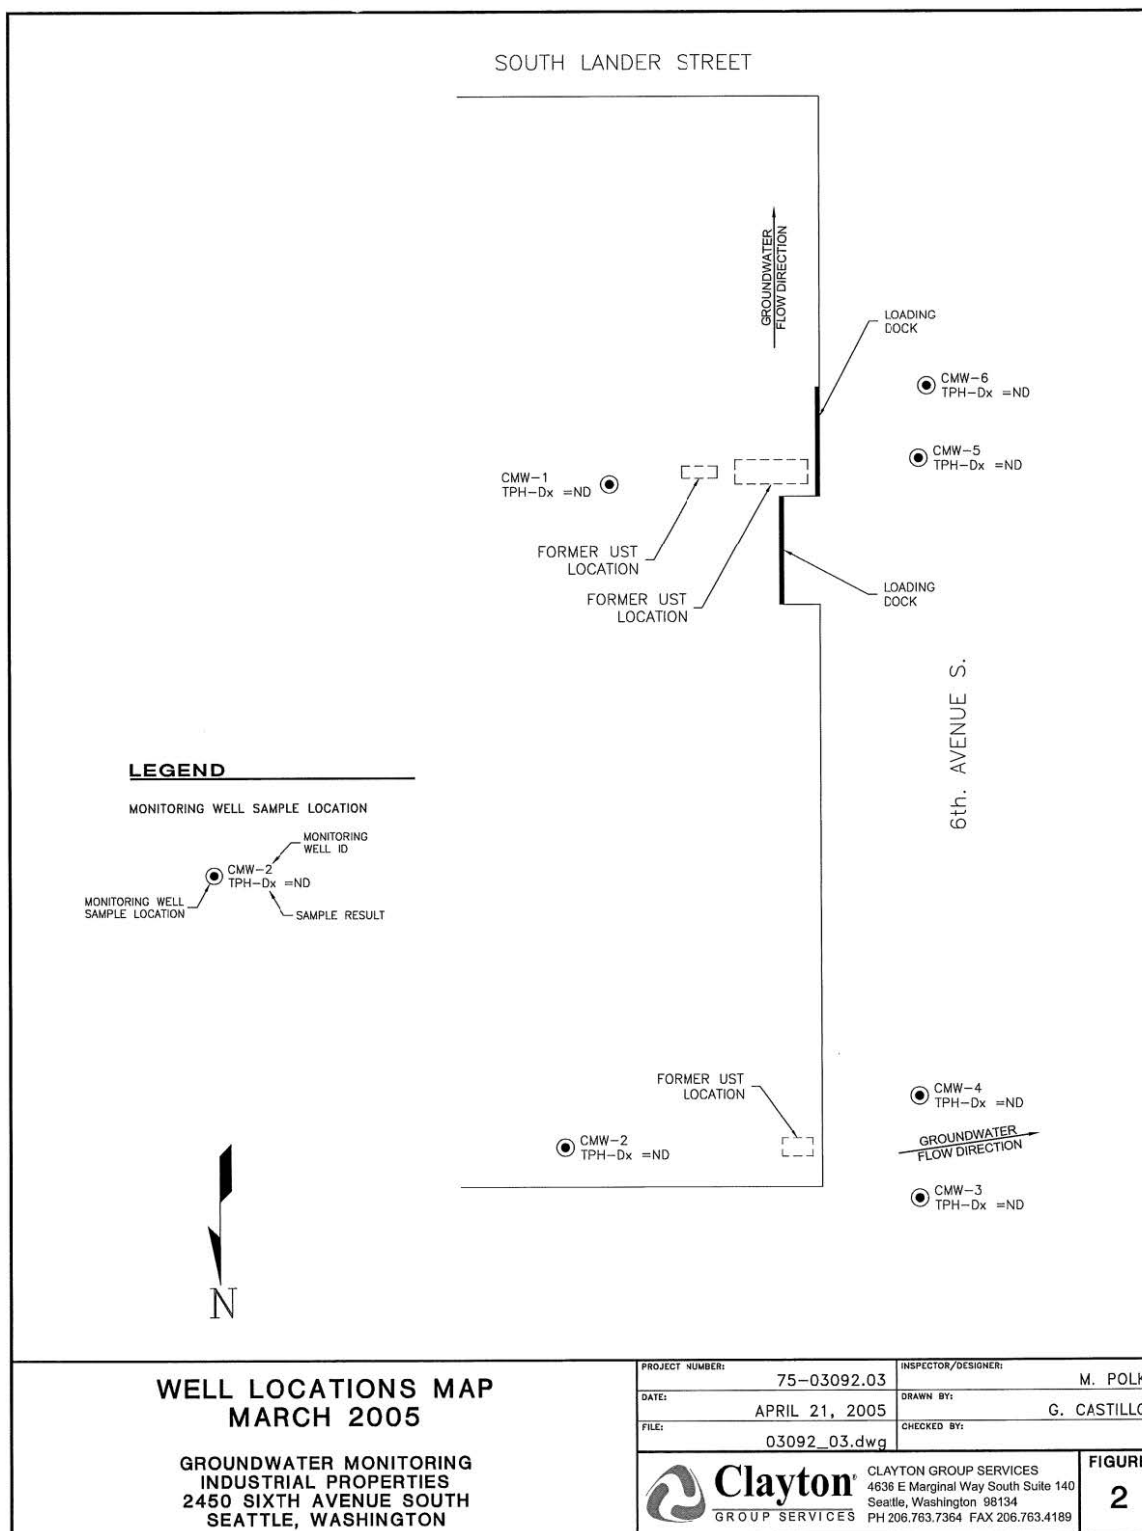 SOUTH LANDER STREET
GROUNDWATER
FLOW DIRECTION
LOADING
DOCK
CMW-6
TPH-Dx =ND
CMW-5
TPH-Dx =ND
CMW-1
TPH-Dx =ND
FORMER UST
LOCATION
FORMER UST
LOCATION
LOADING
DOCK
6th. AVENUE S.
LEGEND
MONITORING WELL SAMPLE LOCATION
MONITORING
WELL ID
CMW-2
TPH-Dx =ND
MONITORING WELL
SAMPLE LOCATION
SAMPLE RESULT
FORMER UST
LOCATION
CMW-4
TPH-Dx =ND
CMW-2
TPH-Dx =ND
GROUNDWATER
FLOW DIRECTION
CMW-3
TPH-Dx =ND
N
WELL LOCATIONS MAP
MARCH 2005
GROUNDWATER MONITORING
INDUSTRIAL PROPERTIES
2450 SIXTH AVENUE SOUTH
SEATTLE, WASHINGTON
PROJECT NUMBER:
75-03092.03
INSPECTOR/DESIGNER:
M. POLK
DATE:
APRIL 21, 2005
DRAWN BY:
G. CASTILLO
FILE:
03092_03.dwg
CHECKED BY:
Clayton
GROUP SERVICES
CLAYTON GROUP SERVICES
4636 E Marginal Way South Suite 140
Seattle, Washington 98134
PH 206.763.7364 FAX 206.763.4189
FIGURE
2